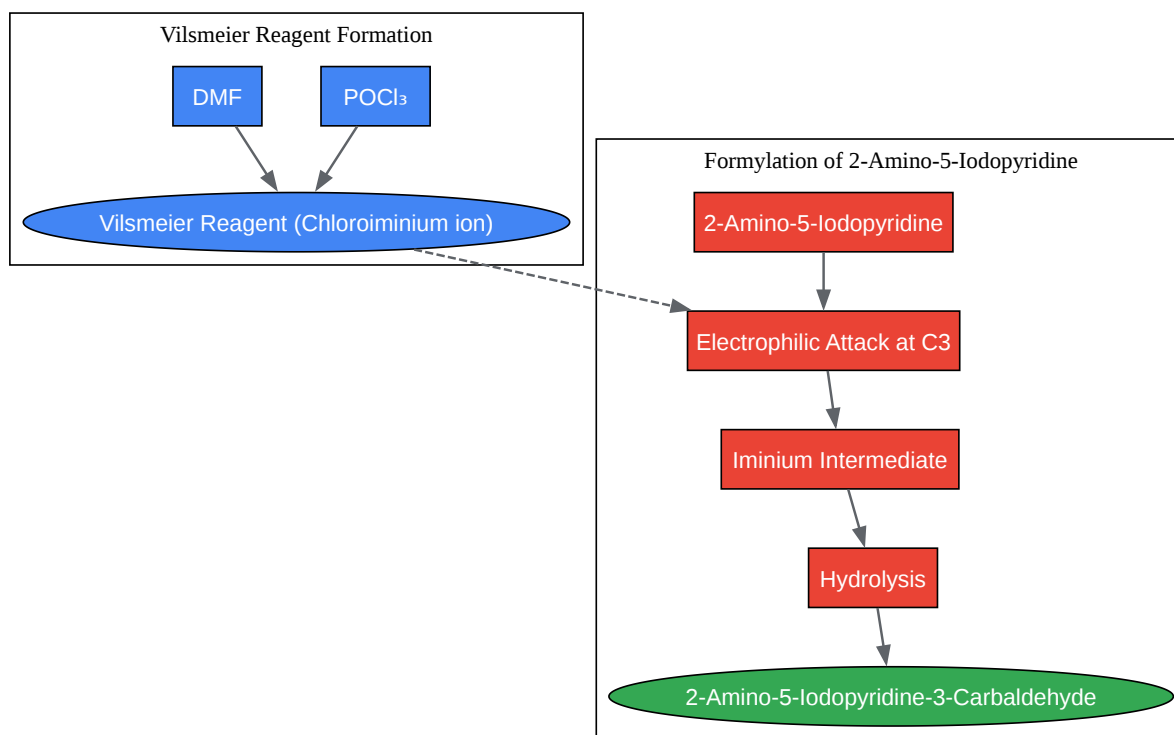 Vilsmeier Reagent Formation
DMF
POCl₃
Vilsmeier Reagent (Chloroiminium ion)
Formylation of 2-Amino-5-Iodopyridine
2-Amino-5-Iodopyridine
Electrophilic Attack at C3
Iminium Intermediate
Hydrolysis
2-Amino-5-Iodopyridine-3-Carbaldehyde